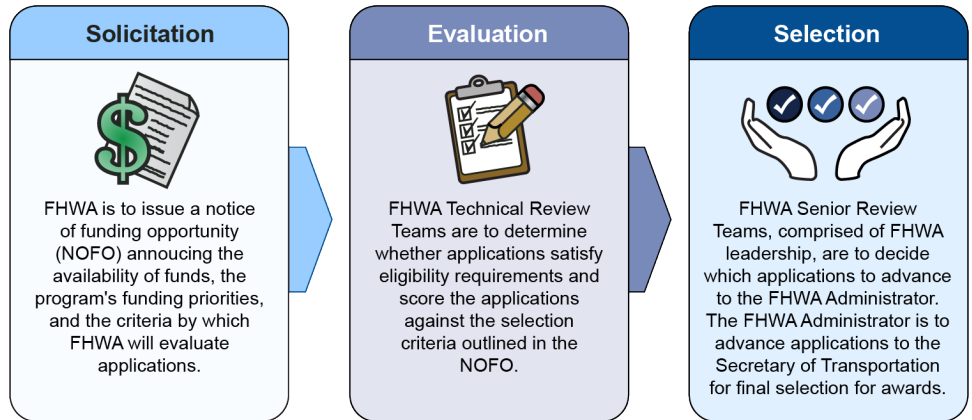 Solicitation
FHWA is to issue a notice
of funding opportunity
(NOFO) annoucing the
availability of funds, the
program's funding priorities,
and the criteria by which
FHWA will evaluate
applications.
Evaluation
FHWA Technical Review
Teams are to determine
whether applications satisfy
eligibility requirements and
score the applications
against the selection
criteria outlined in the
NOFO.
Selection
FHWA Senior Review
Teams, comprised of FHWA
leadership, are to decide
which applications to advance
to the FHWA Administrator.
The FHWA Administrator is to
advance applications to the
Secretary of Transportation
for final selection for awards.